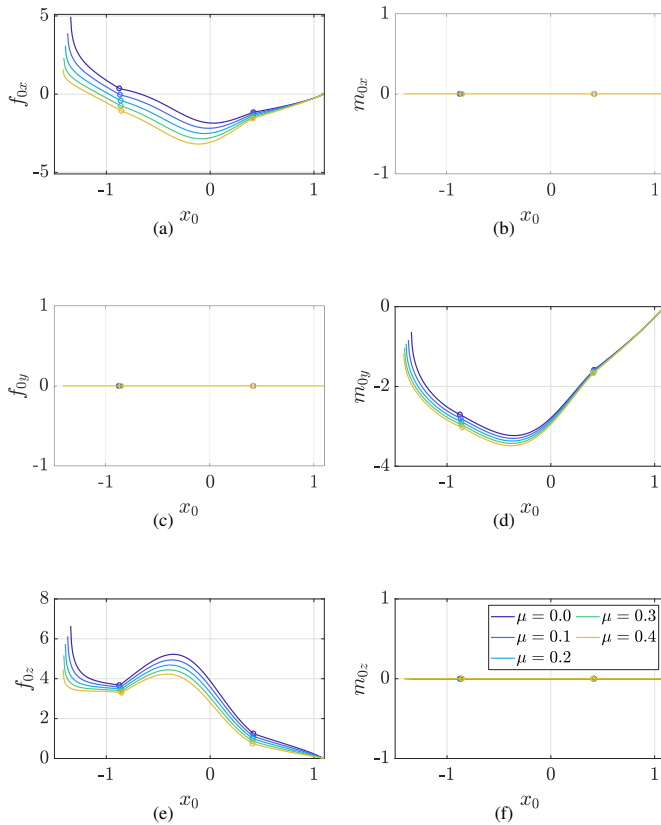 5
0
-5
-1
0
1
f0x
x0
(a)
1
0
-1
-1
0
1
m0x
x0
(b)
1
0
-1
-1
0
1
f0y
x0
(c)
0
−2
−4
-1
0
1
m0y
x0
(d)
8
6
4
2
0
-1
0
1
f0z
x0
(e)
1
0
-1
-1
0
1
m0z
x0
μ = 0.0
μ = 0.1
μ = 0.2
μ = 0.3
μ = 0.4
(f)